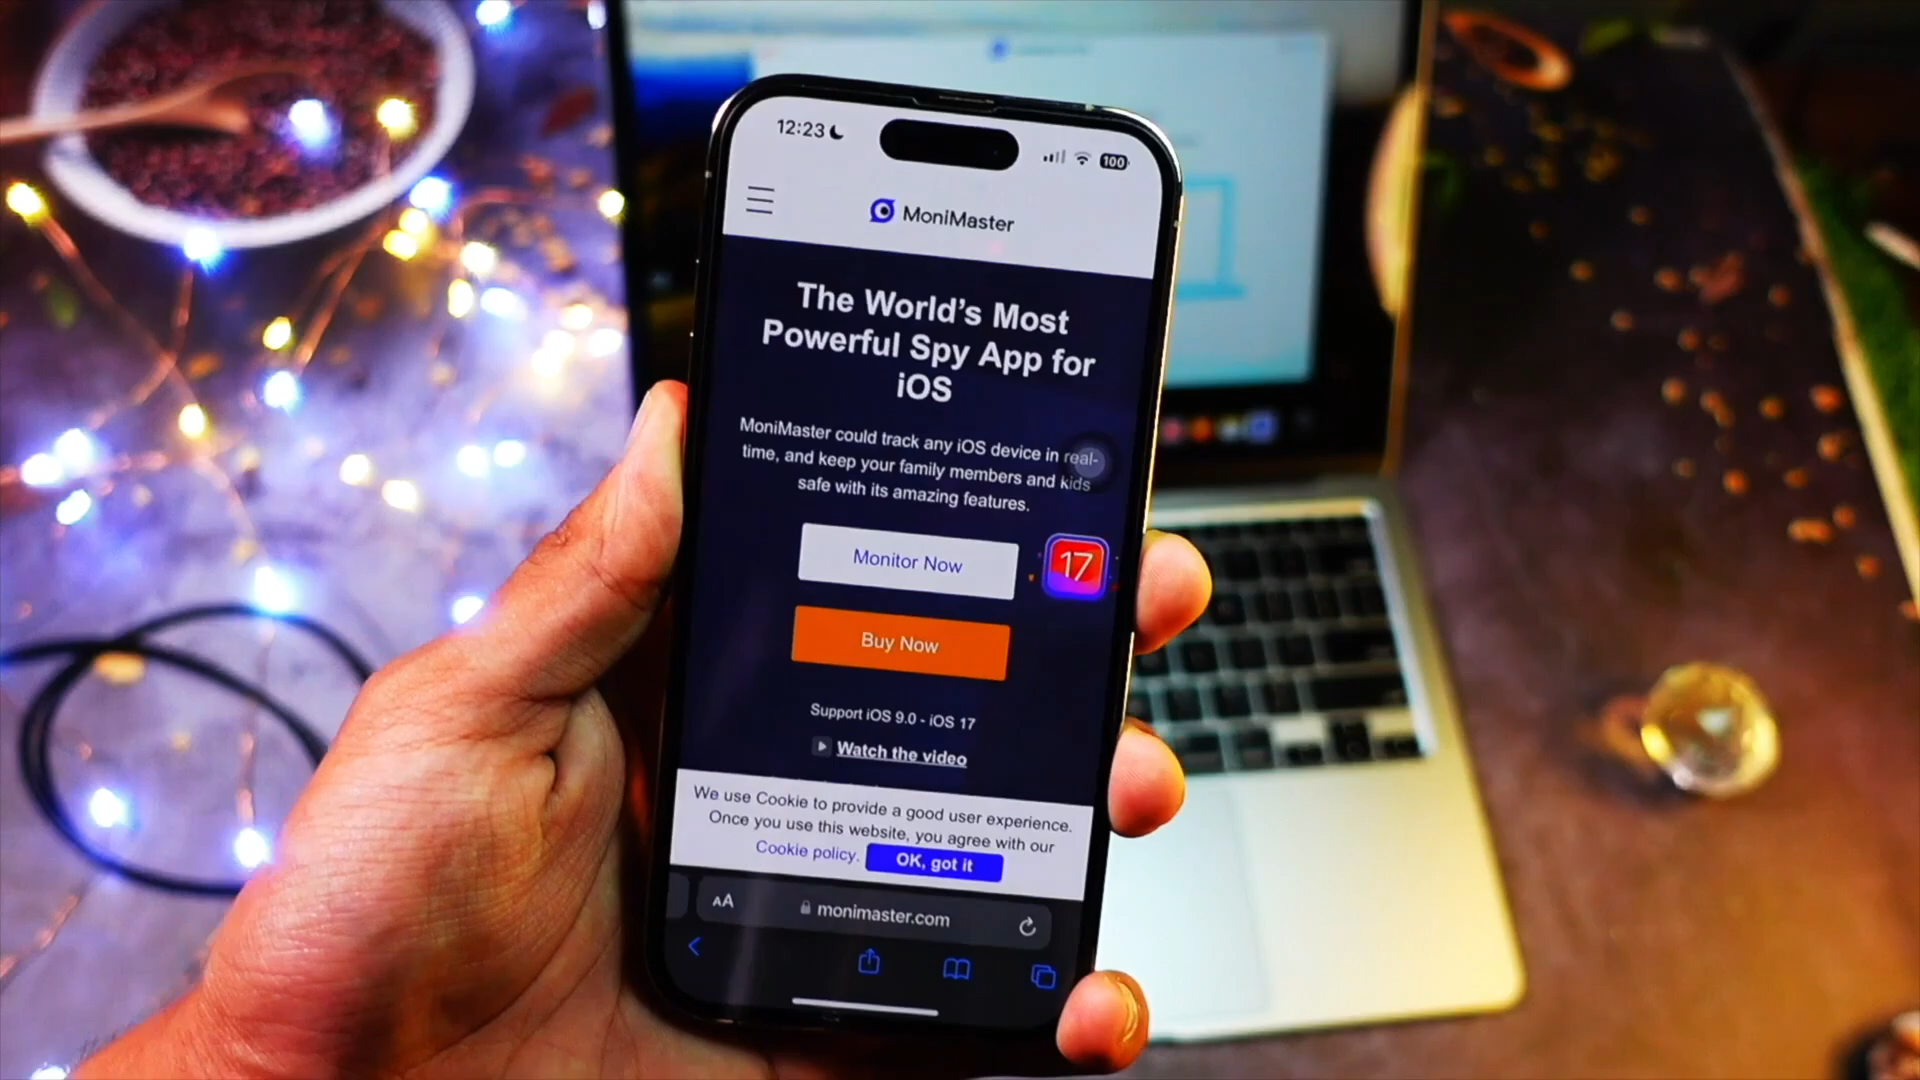 12:23
100
MoniMaster
The World's Most
Powerful Spy App for
iOS
MoniMaster could track any iOS device in real-
time, and keep your family members and kids
safe with its amazing features.
Monitor Now
17
Buy Now
Support iOS 9.0 - iOS 17
Watch the video
We use Cookie to provide a good user experience.
Once you use this website, you agree with our
Cookie policy. OK, got it
AA monimaster.com